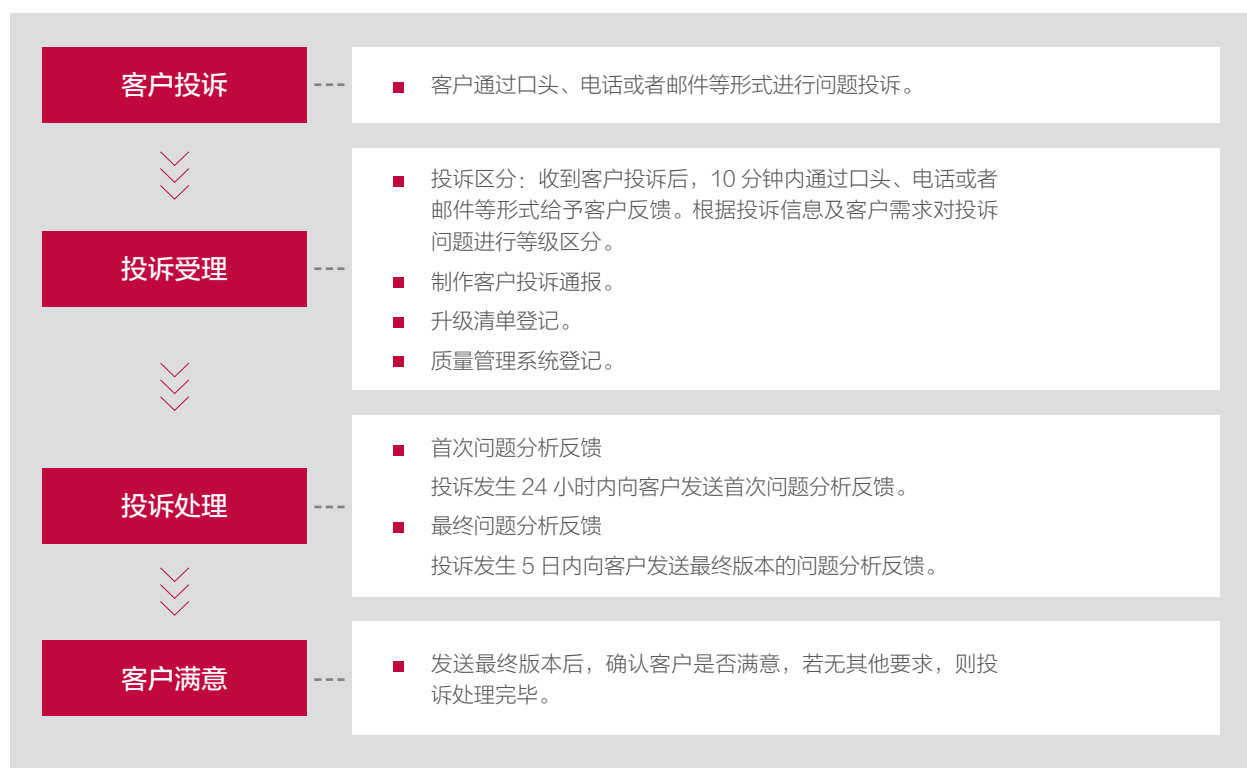 客户投诉
客户通过口头、电话或者邮件等形式进行问题投诉。
投诉受理
投诉区分：收到客户投诉后，10 分钟内通过口头、电话或者
邮件等形式给予客户反馈。根据投诉信息及客户需求对投诉
问题进行等级区分。
制作客户投诉通报。
升级清单登记。
质量管理系统登记。
投诉处理
首次问题分析反馈
投诉发生 24 小时内向客户发送首次问题分析反馈。
最终问题分析反馈
投诉发生 5 日内向客户发送最终版本的问题分析反馈。
客户满意
发送最终版本后，确认客户是否满意，若无其他要求，则投
诉处理完毕。